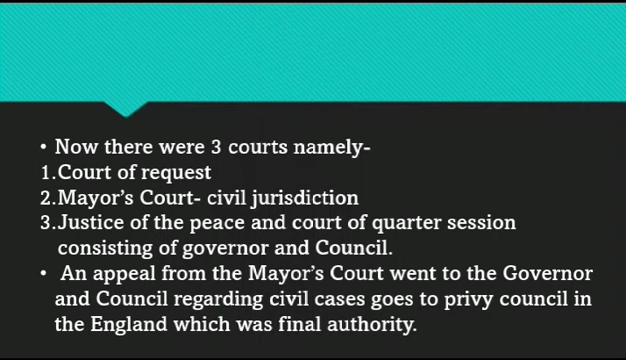 • Now there were 3 courts namely-
1.Court of request
2.Mayor's Court- civil jurisdiction
3.Justice of the peace and court of quarter session
consisting of governor and Council.
• An appeal from the Mayor's Court went to the Governor
and Council regarding civil cases goes to privy council in
the England which was final authority.